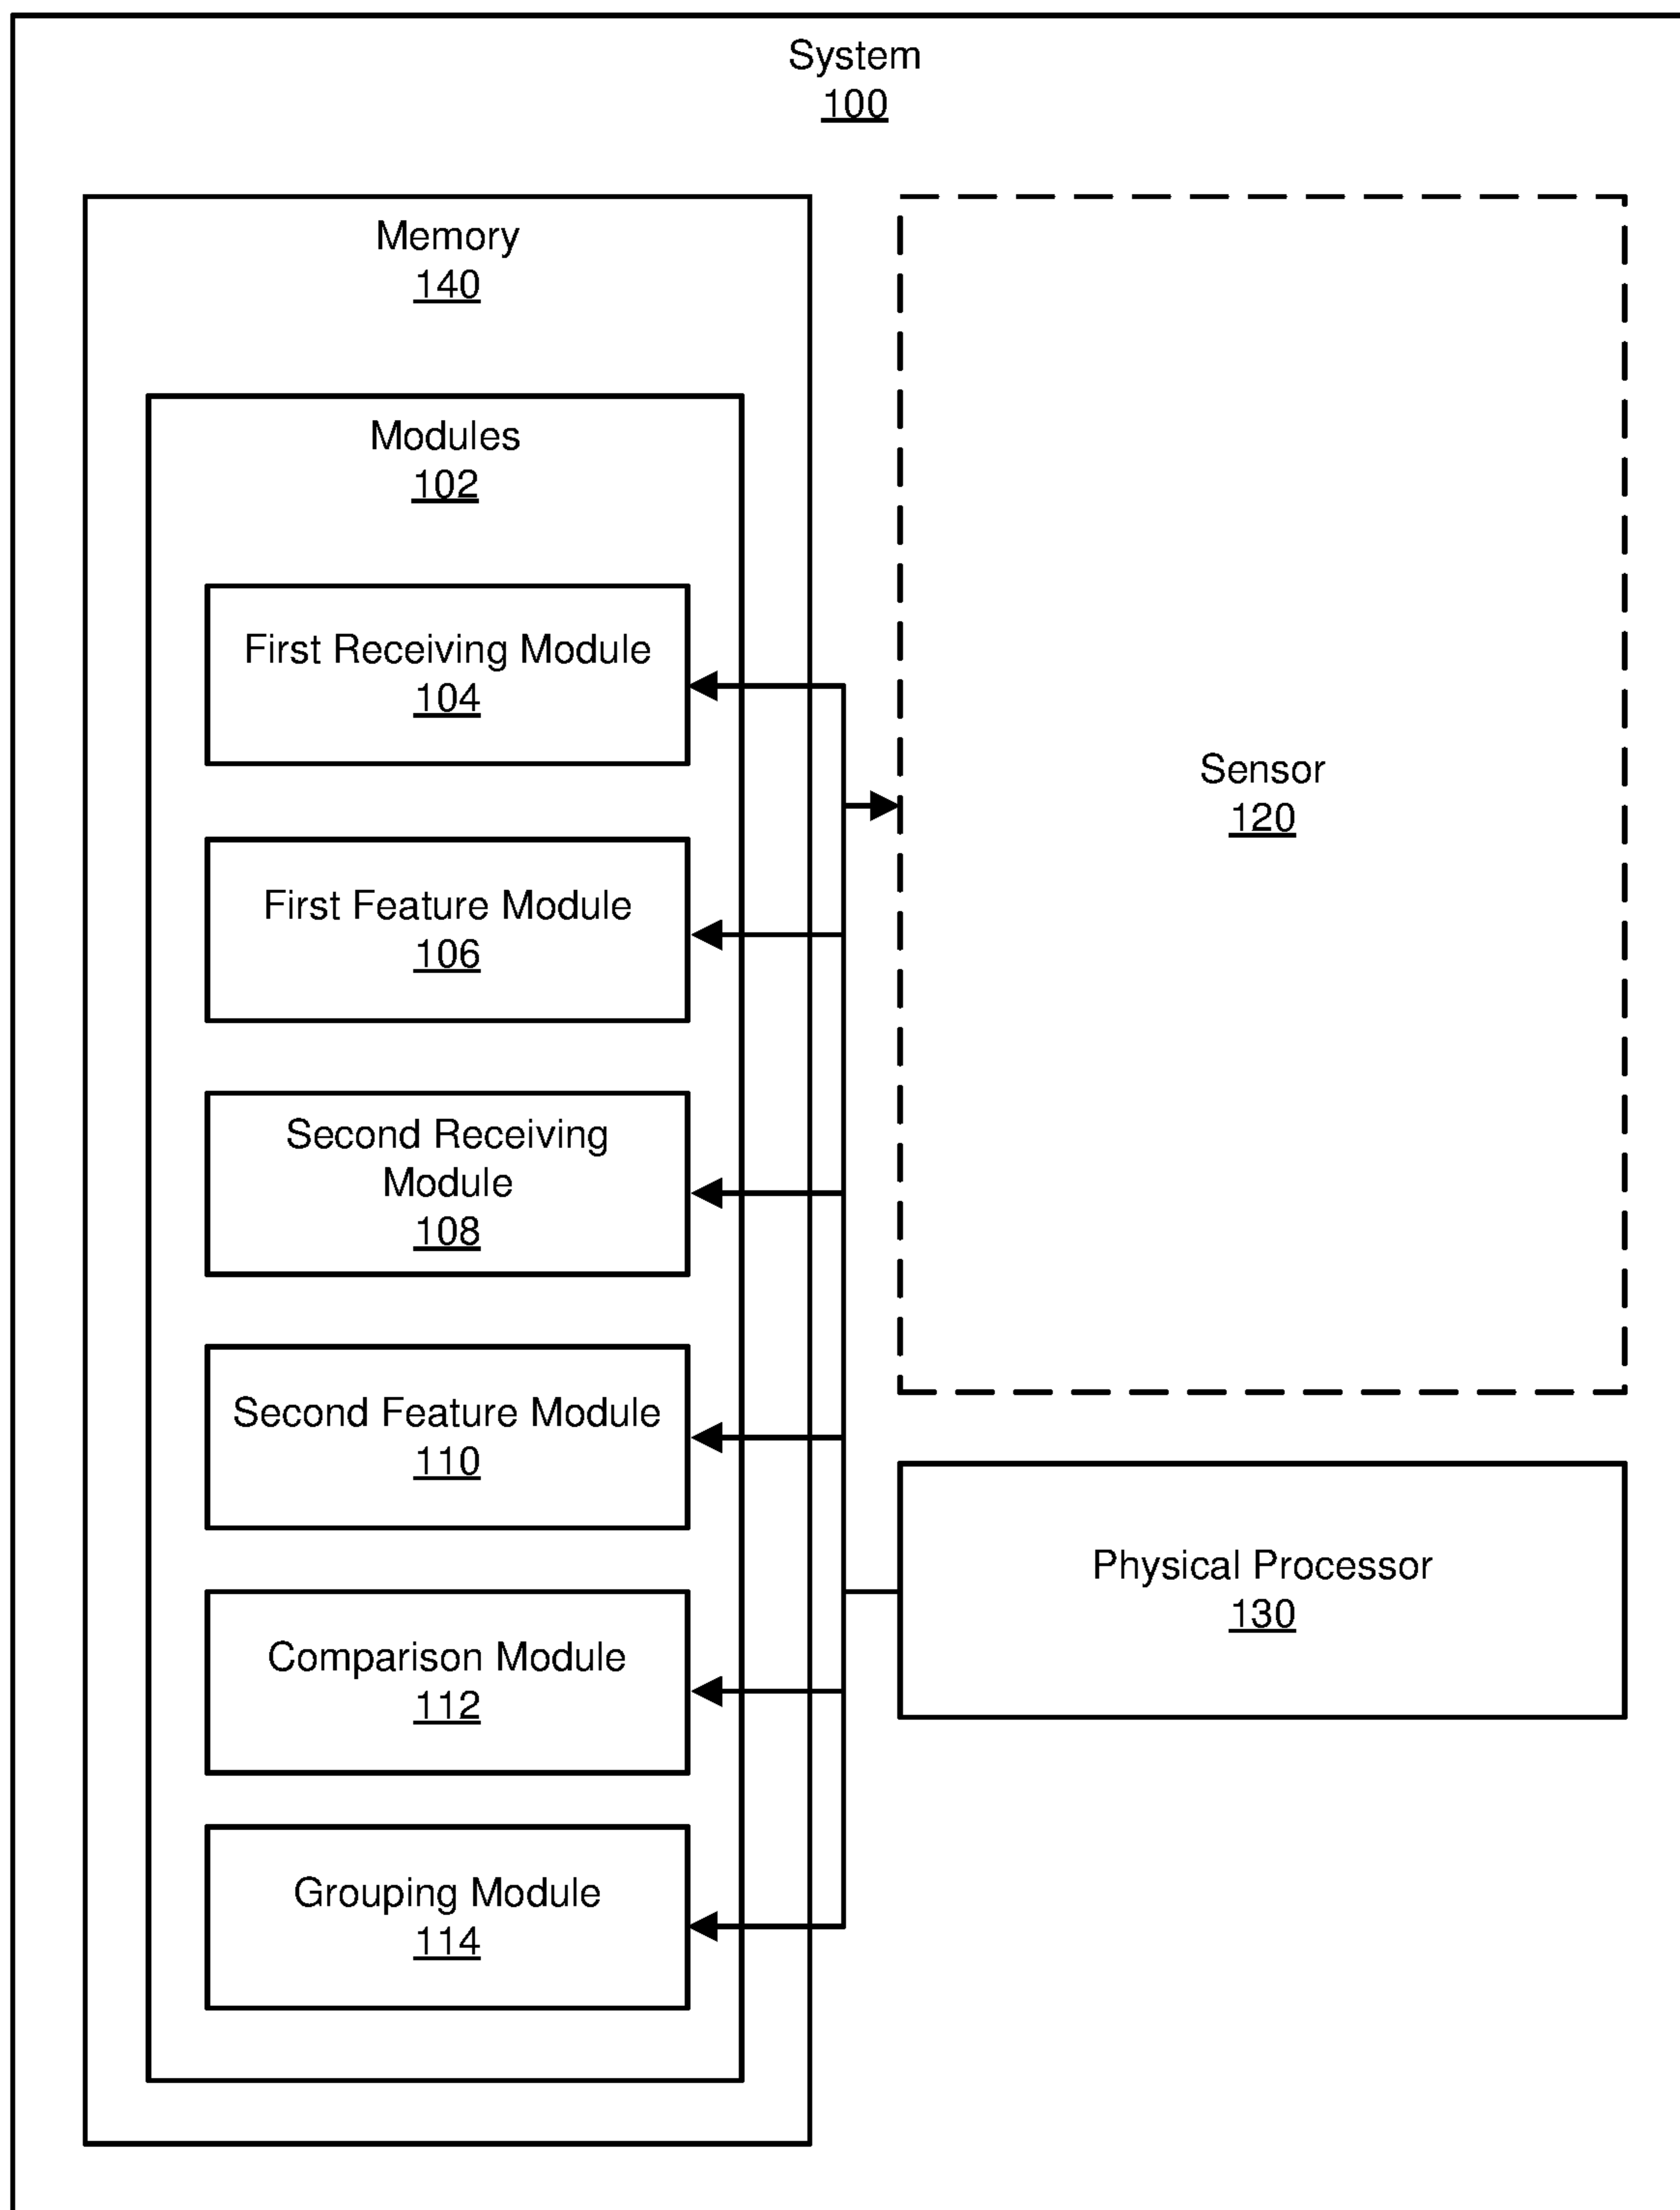 System
100
Memory
140
Modules
102
First Receiving Module
104
First Feature Module
106
Second Receiving
Module
108
Second Feature Module
110
Comparison Module
112
Grouping Module
114
Sensor
120
Physical Processor
130